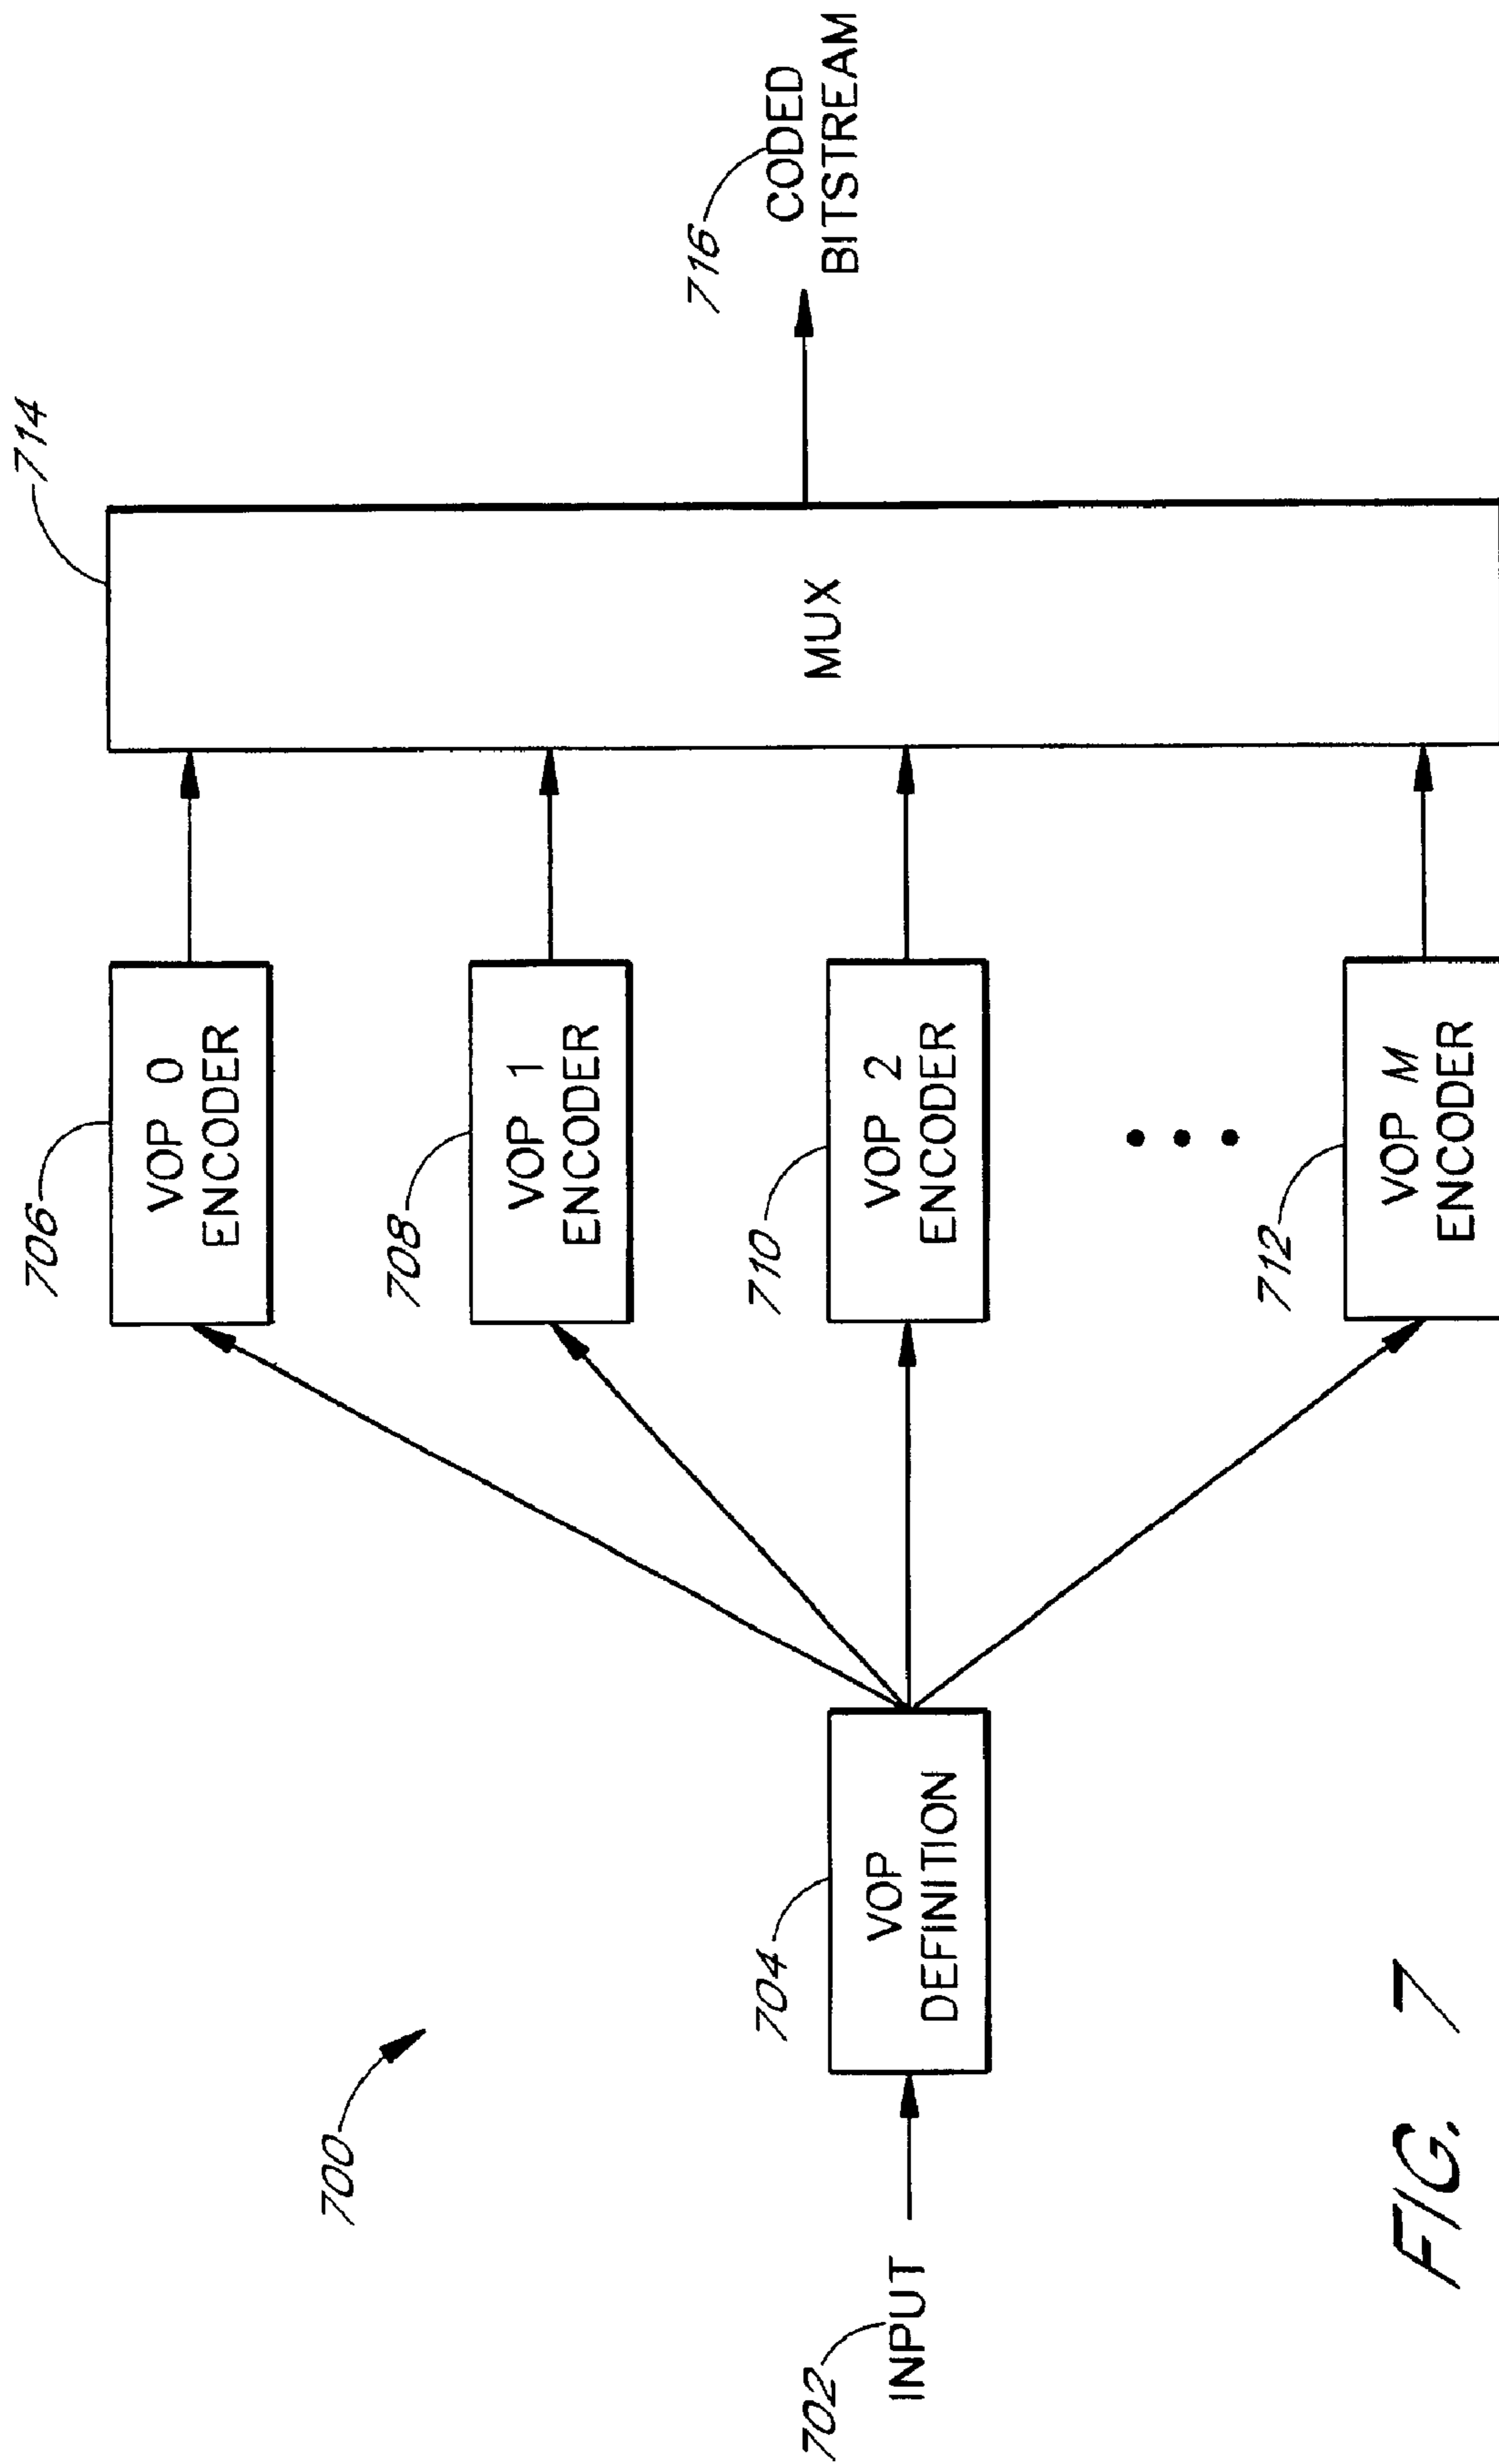 700
702
INPUT
704
VOP
DEFINITION
706
VOP 0
ENCODER
708
VOP 1
ENCODER
710
VOP 2
ENCODER
712
VOP M
ENCODER
714
MUX
716
CODED
BITSTREAM
FIG. 7